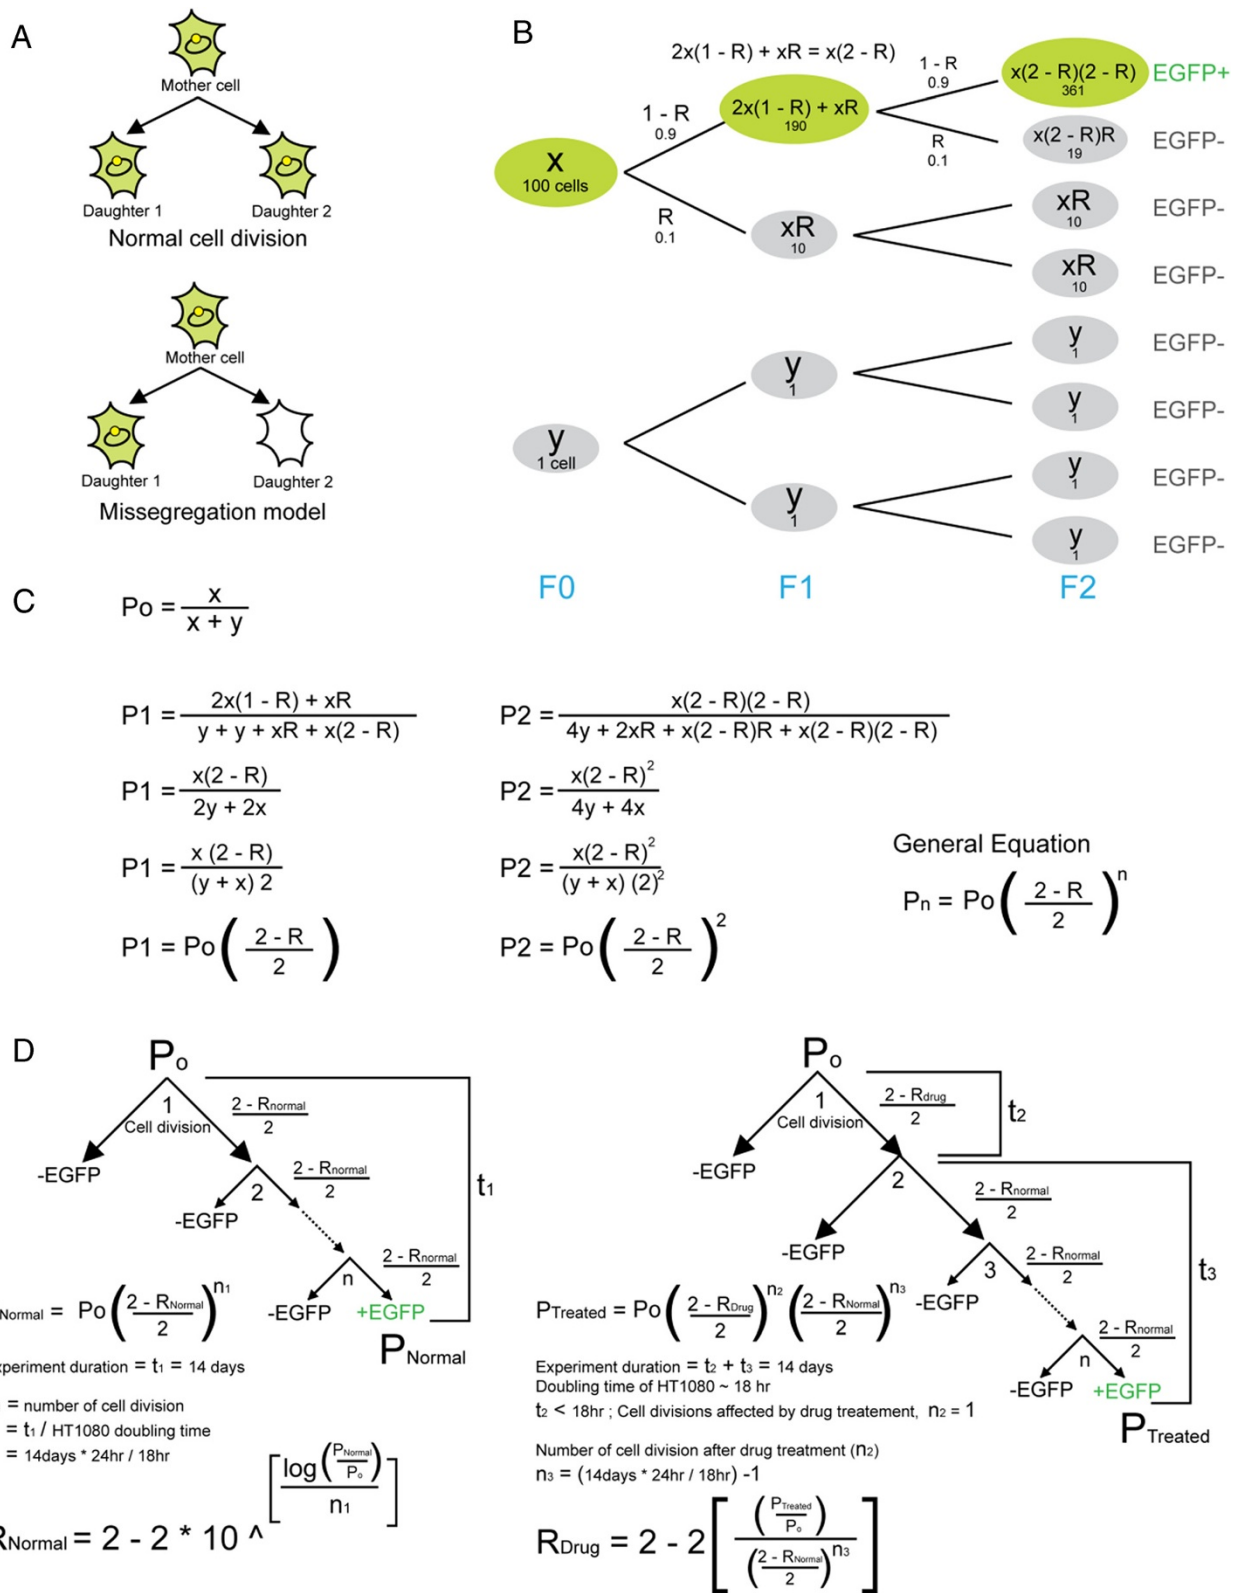 A
Mother cell
Daughter 1 Daughter 2
Normal cell division
Mother cell
Daughter 1 Daughter 2
Missegregation model
B
2x(1 - R) + xR = x(2 - R)
x
100 cells
1 - R
0.9
R
0.1
2x(1 - R) + xR
190
xR
10
1 - R
0.9
R
0.1
x(2 - R)(2 - R)
361
EGFP+
x(2 - R)R
19
EGFP-
xR
10
EGFP-
xR
10
EGFP-
y
1 cell
y
1
y
1
y
1
EGFP-
y
1
EGFP-
y
1
EGFP-
y
1
EGFP-
F0 F1 F2
C
Po = x / x + y
P1 = 2x(1 - R) + xR / y + y + xR + x(2 - R)
P1 = x(2 - R) / 2y + 2x
P1 = x (2 - R) / (y + x) 2
P1 = Po ( 2 - R / 2 )
P2 = x(2 - R)(2 - R) / 4y + 2xR + x(2 - R)R + x(2 - R)(2 - R)
P2 = x(2 - R)² / 4y + 4x
P2 = x(2 - R)² / (y + x) (2)²
P2 = Po ( 2 - R / 2 )²
General Equation
Pn = Po ( 2 - R / 2 )ⁿ
D
Po
1
Cell division
2 - Rnormal / 2
-EGFP
2
2 - Rnormal / 2
-EGFP
n
2 - Rnormal / 2
-EGFP +EGFP
PNormal
t1
Normal = Po ( 2 - RNormal / 2 )^n1
xperiment duration = t1 = 14 days
= number of cell division
= t1 / HT1080 doubling time
= 14days * 24hr / 18hr
RNormal = 2 - 2 * 10 ^ [ log ( PNormal / Po ) / n1 ]
Po
1
Cell division
2 - Rdrug / 2
t2
-EGFP
2
2 - Rnormal / 2
-EGFP
3
2 - Rnormal / 2
-EGFP
n
2 - Rnormal / 2
-EGFP +EGFP
PTreated
t3
PTreated = Po ( 2 - RDrug / 2 )^n2 ( 2 - RNormal / 2 )^n3
Experiment duration = t2 + t3 = 14 days
Doubling time of HT1080 ~ 18 hr
t2 < 18hr ; Cell divisions affected by drug treatement, n2 = 1
Number of cell division after drug treatment (n2)
n3 = (14days * 24hr / 18hr) -1
RDrug = 2 - 2 [ ( PTreated / Po ) / ( 2 - RNormal / 2 )^n3 ]